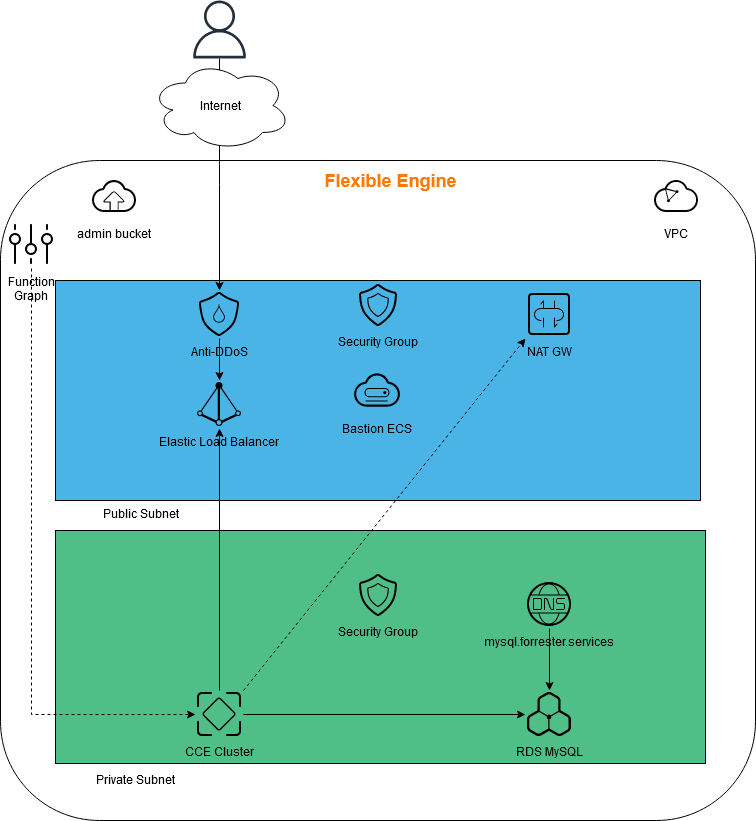 Internet
Flexible Engine
admin bucket
VPC
Function
Graph
Anti-DDoS
Security Group
NAT GW
Elastic Load Balancer
Bastion ECS
Public Subnet
Security Group
DNS
mysql.forrester.services
CCE Cluster
RDS MySQL
Private Subnet